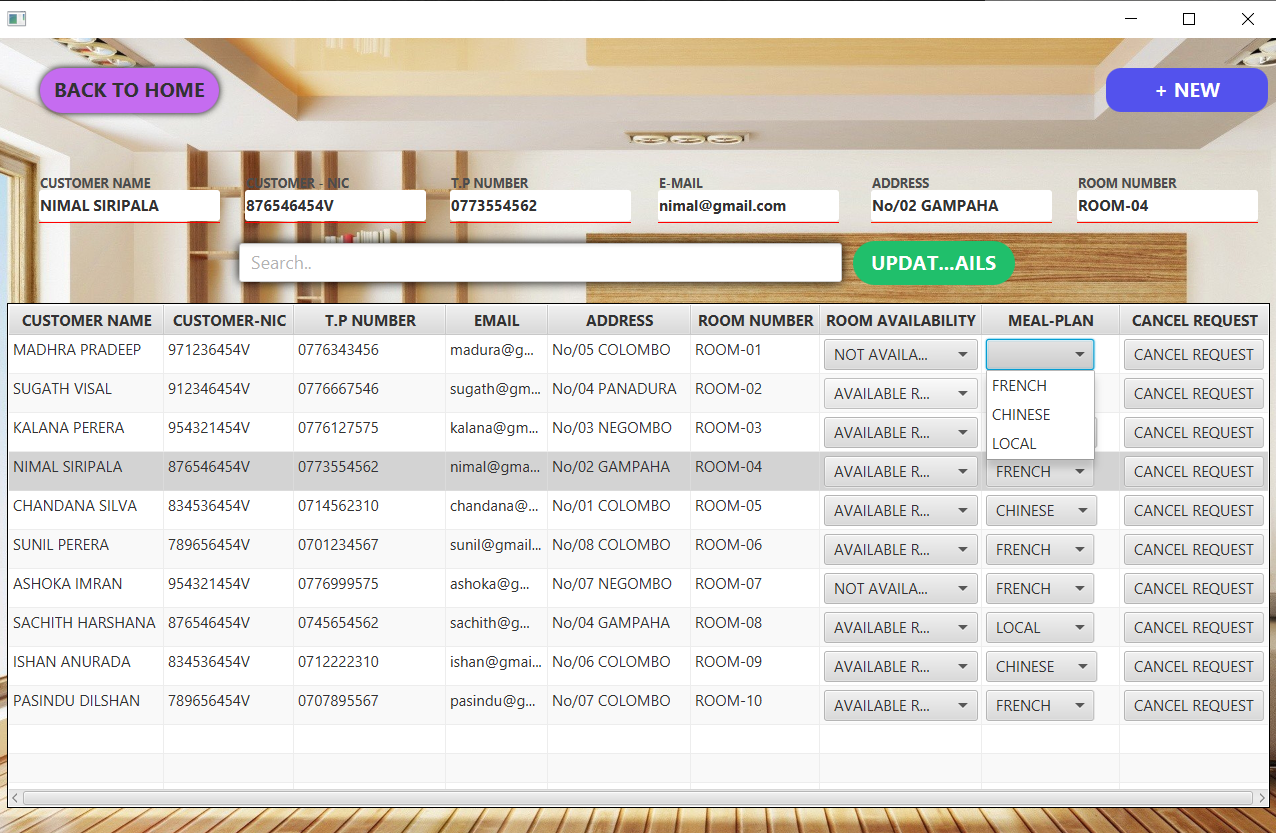 BACK TO HOME
+ NEW
CUSTOMER NAME CUSTOMER - NIC T.P NUMBER E-MAIL ADDRESS ROOM NUMBER
NIMAL SIRIPALA 876546454V 0773554562 nimal@gmail.com No/02 GAMPAHA ROOM-04
Search.. UPDAT...AILS
CUSTOMER NAME CUSTOMER-NIC T.P NUMBER EMAIL ADDRESS ROOM NUMBER ROOM AVAILABILITY MEAL-PLAN CANCEL REQUEST
MADHRA PRADEEP 971236454V 0776343456 madura@g... No/05 COLOMBO ROOM-01 NOT AVAILA... CANCEL REQUEST
FRENCH
SUGATH VISAL 912346454V 0776667546 sugath@gm... No/04 PANADURA ROOM-02 AVAILABLE R... CANCEL REQUEST
CHINESE
KALANA PERERA 954321454V 0776127575 kalana@gm... No/03 NEGOMBO ROOM-03 AVAILABLE R... CANCEL REQUEST
LOCAL
NIMAL SIRIPALA 876546454V 0773554562 nimal@gma... No/02 GAMPAHA ROOM-04 AVAILABLE R... FRENCH CANCEL REQUEST
CHANDANA SILVA 834536454V 0714562310 chandana@... No/01 COLOMBO ROOM-05 AVAILABLE R... CHINESE CANCEL REQUEST
SUNIL PERERA 789656454V 0701234567 sunil@gmail... No/08 COLOMBO ROOM-06 AVAILABLE R... FRENCH CANCEL REQUEST
ASHOKA IMRAN 954321454V 0776999575 ashoka@g... No/07 NEGOMBO ROOM-07 NOT AVAILA... FRENCH CANCEL REQUEST
SACHITH HARSHANA 876546454V 0745654562 sachith@g... No/04 GAMPAHA ROOM-08 AVAILABLE R... LOCAL CANCEL REQUEST
ISHAN ANURADA 834536454V 0712222310 ishan@gmai... No/06 COLOMBO ROOM-09 AVAILABLE R... CHINESE CANCEL REQUEST
PASINDU DILSHAN 789656454V 0707895567 pasindu@g... No/07 COLOMBO ROOM-10 AVAILABLE R... FRENCH CANCEL REQUEST